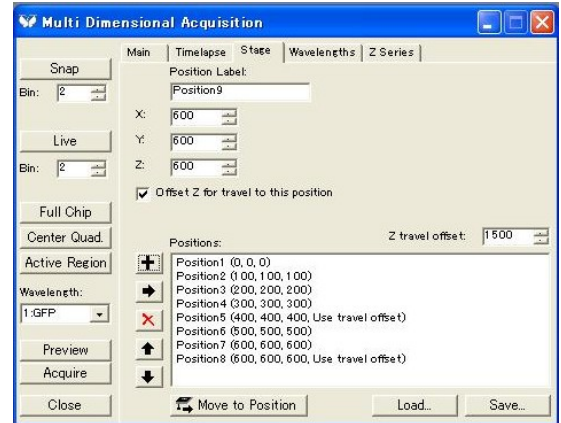 Multi Dimensional Acquisition
Main Timelapse Stage Wavelengths Z Series
Snap
Bin: 2
Live
Bin: 2
Full Chip
Center Quad.
Active Region
Wavelength:
1:GFP
Preview
Acquire
Close
Position Label:
Position9
X: 600
Y: 600
Z: 600
Offset Z for travel to this position
Z travel offset: 1500
Positions:
Position1 (0, 0, 0)
Position2 (100, 100, 100)
Position3 (200, 200, 200)
Position4 (300, 300, 300)
Position5 (400, 400, 400, Use travel offset)
Position6 (500, 500, 500)
Position7 (600, 600, 600)
Position8 (600, 600, 600, Use travel offset)
Move to Position Load... Save...